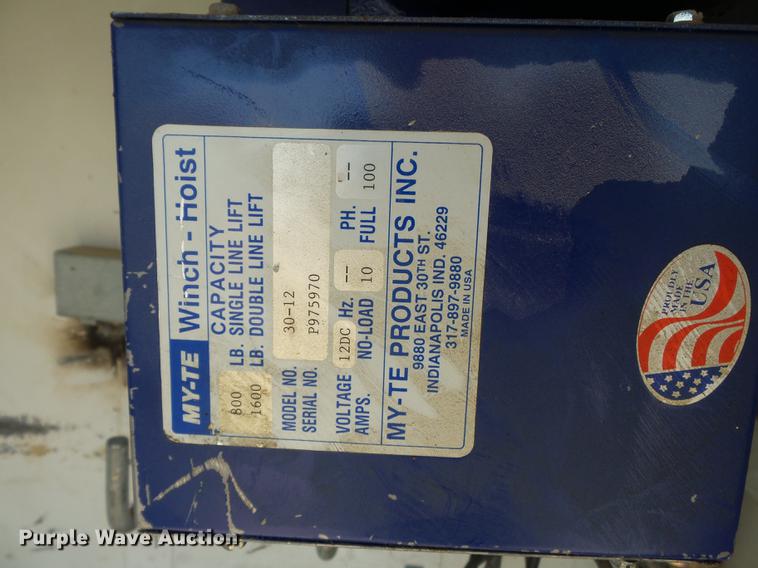 MY-TE Winch - Hoist
CAPACITY
800 LB. SINGLE LINE LIFT
1600 LB. DOUBLE LINE LIFT
MODEL NO. 30-12
SERIAL NO. P975970
VOLTAGE 12DC Hz. -- PH. --
AMPS. NO-LOAD 10 FULL 100
MY-TE PRODUCTS INC.
9880 EAST 30TH ST.
INDIANAPOLIS IND. 46229
317-897-9880
MADE IN USA
PROUDLY
MADE
IN THE
USA
Purple Wave Auction